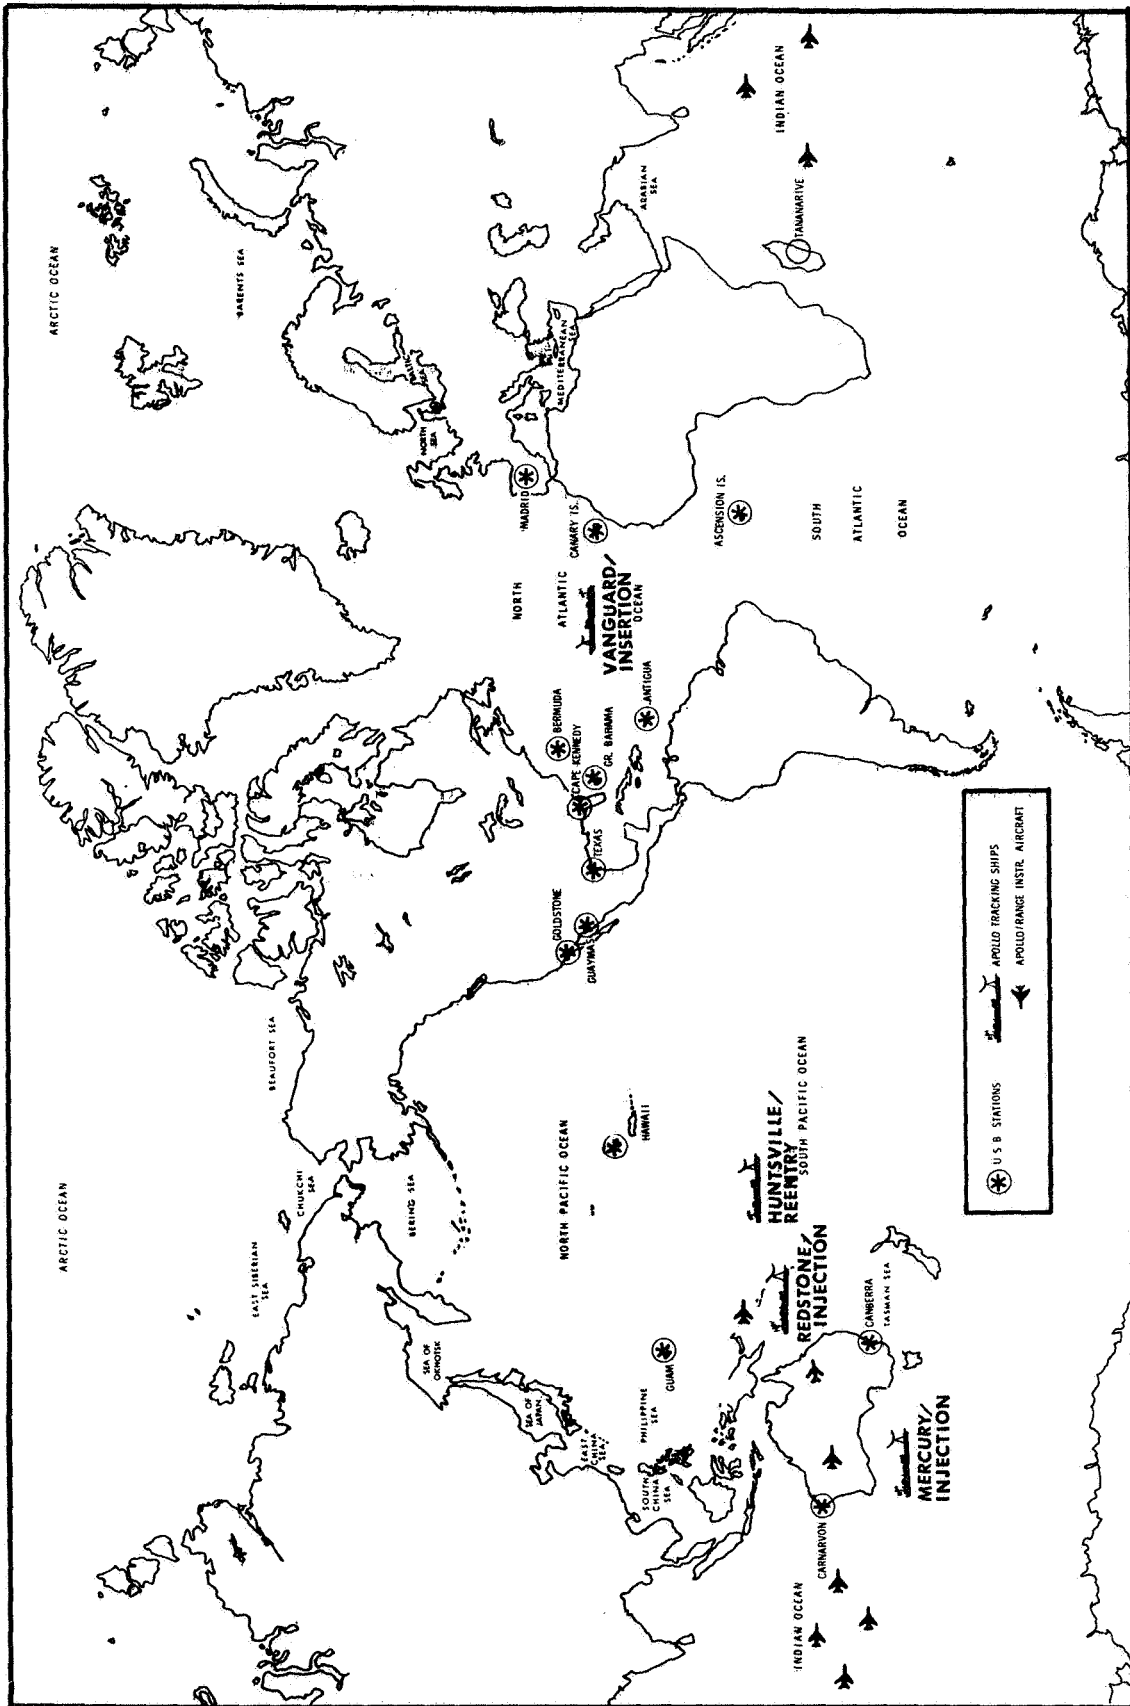 ARCTIC OCEAN
ARCTIC OCEAN
EAST SIBERIAN
SEA
CHUKCHI
SEA
BEAUFORT SEA
BARENTS SEA
BERING SEA
SEA OF
OKHOTSK
SEA OF
JAPAN
EAST
CHINA
SEA
PHILIPPINE
SEA
SOUTH
CHINA
SEA
GUAM
NORTH PACIFIC OCEAN
HAWAII
GOLDSTONE
GUAYMAS
TEXAS
CAPE KENNEDY
BERMUDA
GR. BAHAMA
ANTIGUA
NORTH
ATLANTIC
OCEAN
VANGUARD/
INSERTION
MADRID
CANARY IS.
NORTH
SEA
BALTIC
SEA
MEDITERRANEAN
SEA
ARABIAN
SEA
ASCENSION IS.
SOUTH
ATLANTIC
OCEAN
TANANARIVE
INDIAN OCEAN
INDIAN OCEAN
CARNARVON
MERCURY/
INJECTION
CANBERRA
TASMAN SEA
REDSTONE/
INJECTION
HUNTSVILLE/
REENTRY
SOUTH PACIFIC OCEAN
U S B STATIONS
APOLLO TRACKING SHIPS
APOLLO/RANGE INSTR. AIRCRAFT